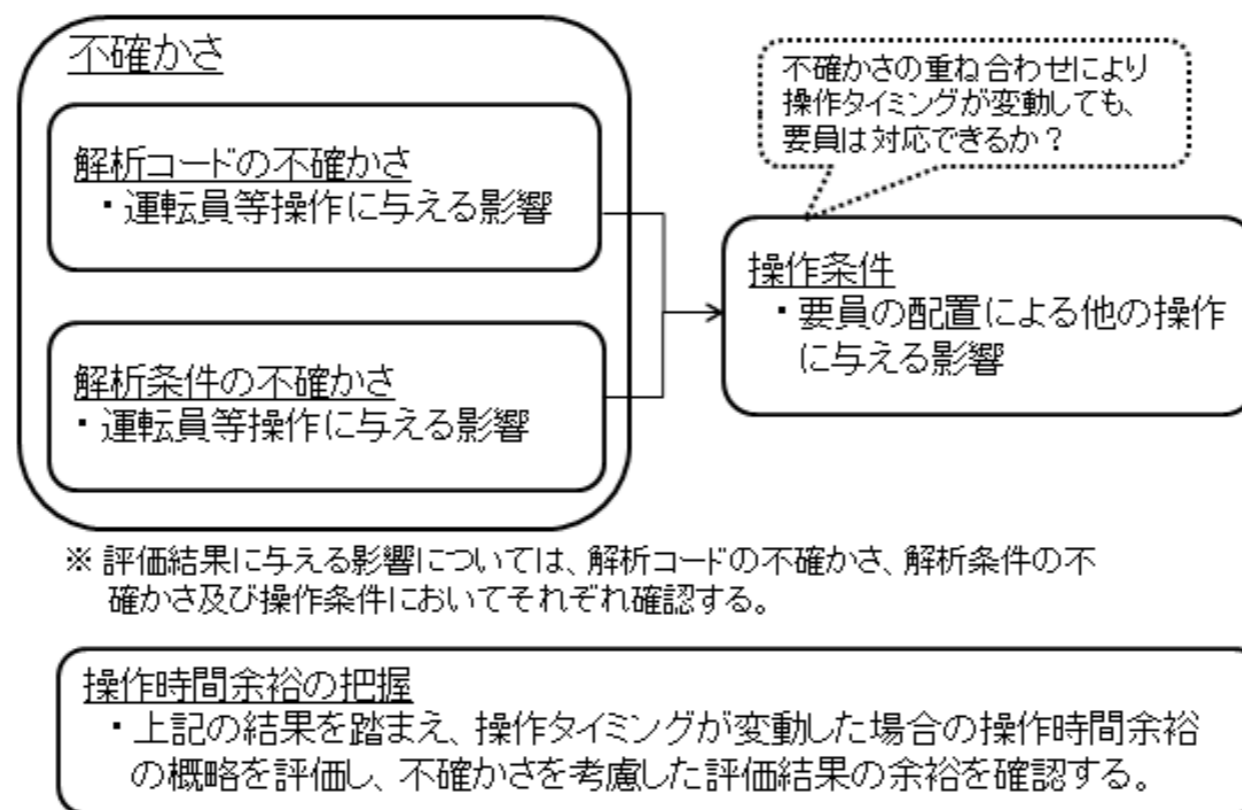 不確かさ
解析コードの不確かさ
・運転員等操作に与える影響
解析条件の不確かさ
・運転員等操作に与える影響
不確かさの重ね合わせにより
操作タイミングが変動しても、
要員は対応できるか？
操作条件
・要員の配置による他の操作
に与える影響
※ 評価結果に与える影響については、解析コードの不確かさ、解析条件の不
確かさ及び操作条件においてそれぞれ確認する。
操作時間余裕の把握
・上記の結果を踏まえ、操作タイミングが変動した場合の操作時間余裕
の概略を評価し、不確かさを考慮した評価結果の余裕を確認する。